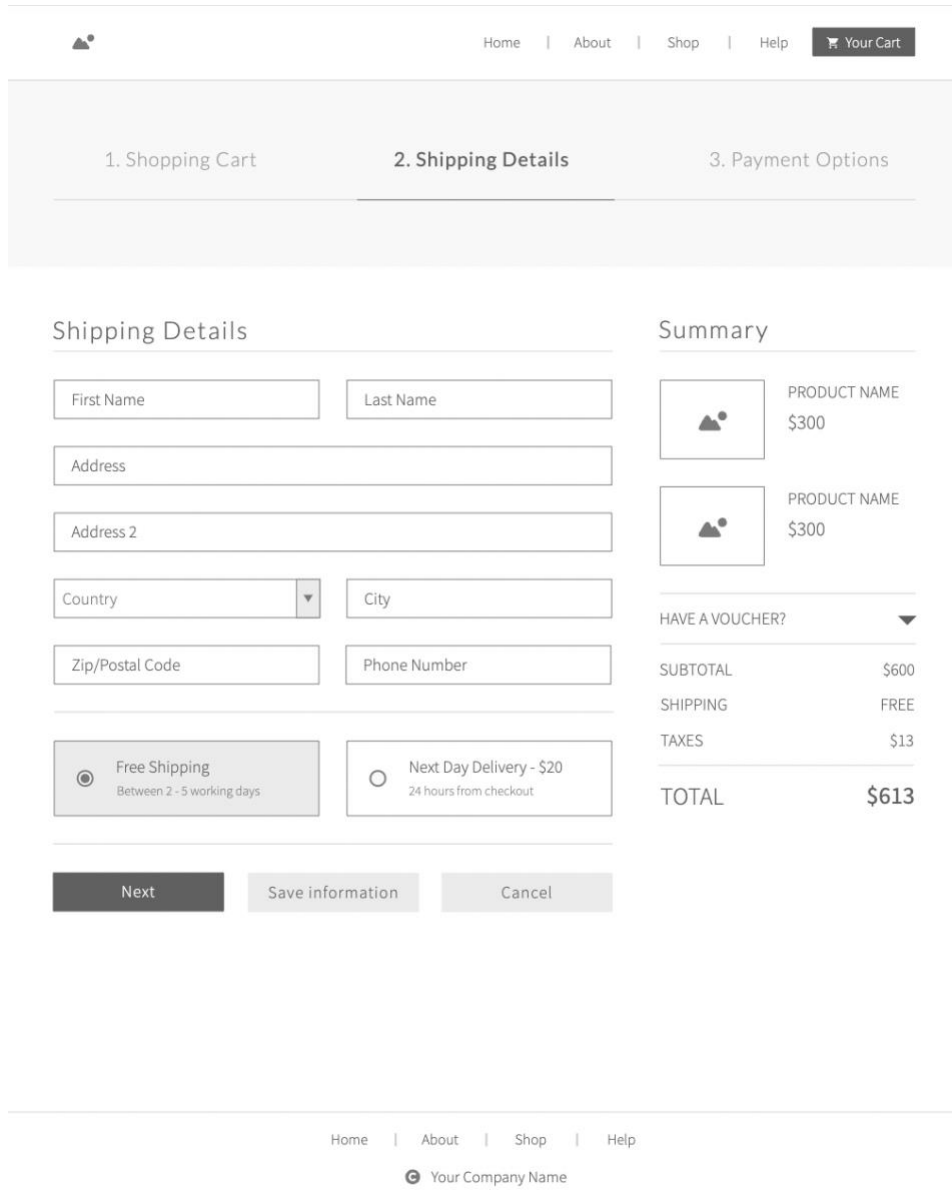 Home | About | Shop | Help Your Cart
1. Shopping Cart 2. Shipping Details 3. Payment Options
Shipping Details
First Name Last Name
Address
Address 2
Country City
Zip/Postal Code Phone Number
Free Shipping
Between 2 - 5 working days
Next Day Delivery - $20
24 hours from checkout
Next Save information Cancel
Summary
PRODUCT NAME
$300
PRODUCT NAME
$300
HAVE A VOUCHER?
SUBTOTAL $600
SHIPPING FREE
TAXES $13
TOTAL $613
Home | About | Shop | Help
© Your Company Name